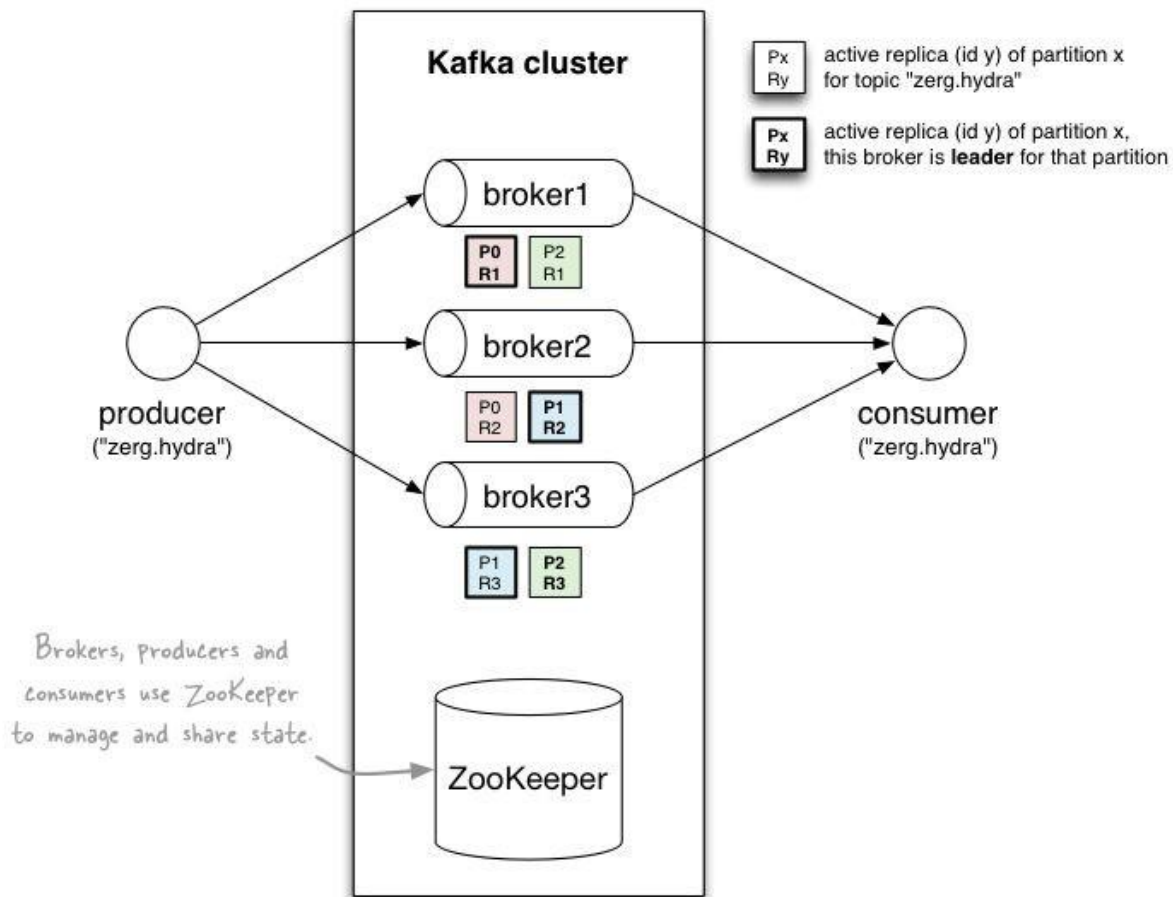 Kafka cluster
Px
Ry
active replica (id y) of partition x
for topic "zerg.hydra"
Px
Ry
active replica (id y) of partition x,
this broker is leader for that partition
broker1
P0
R1
P2
R1
producer
("zerg.hydra")
broker2
P0
R2
P1
R2
consumer
("zerg.hydra")
broker3
P1
R3
P2
R3
Brokers, producers and
consumers use ZooKeeper
to manage and share state.
ZooKeeper